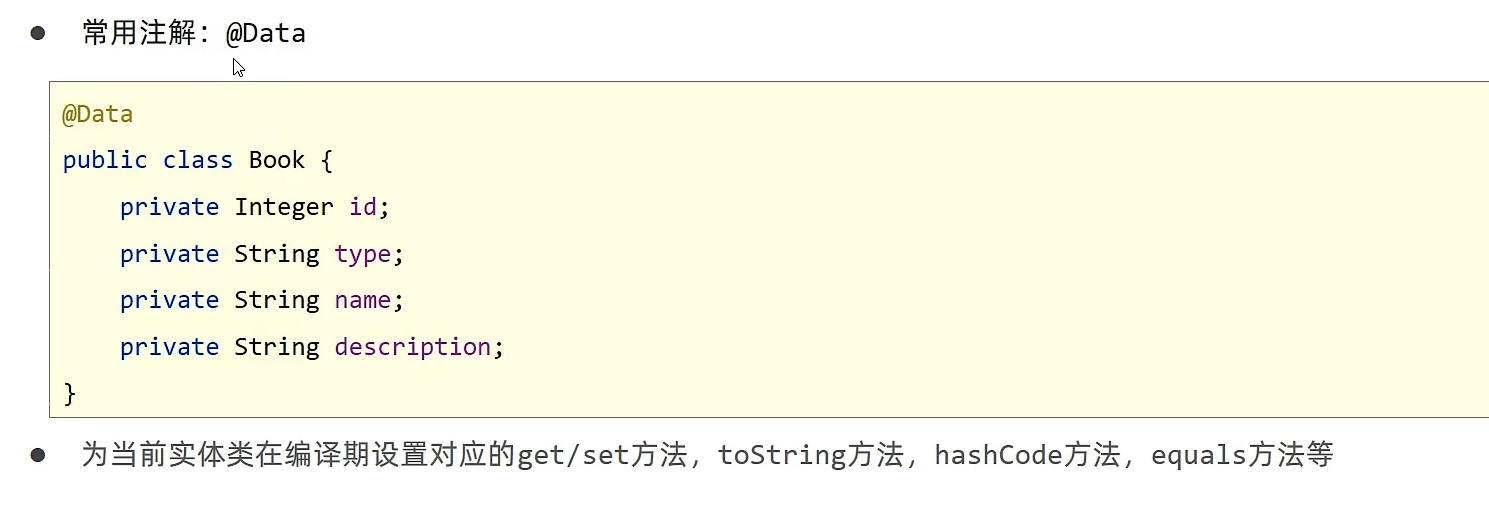 ● 常用注解：@Data
@Data
public class Book {
    private Integer id;
    private String type;
    private String name;
    private String description;
}
● 为当前实体类在编译期设置对应的get/set方法，toString方法，hashCode方法，equals方法等